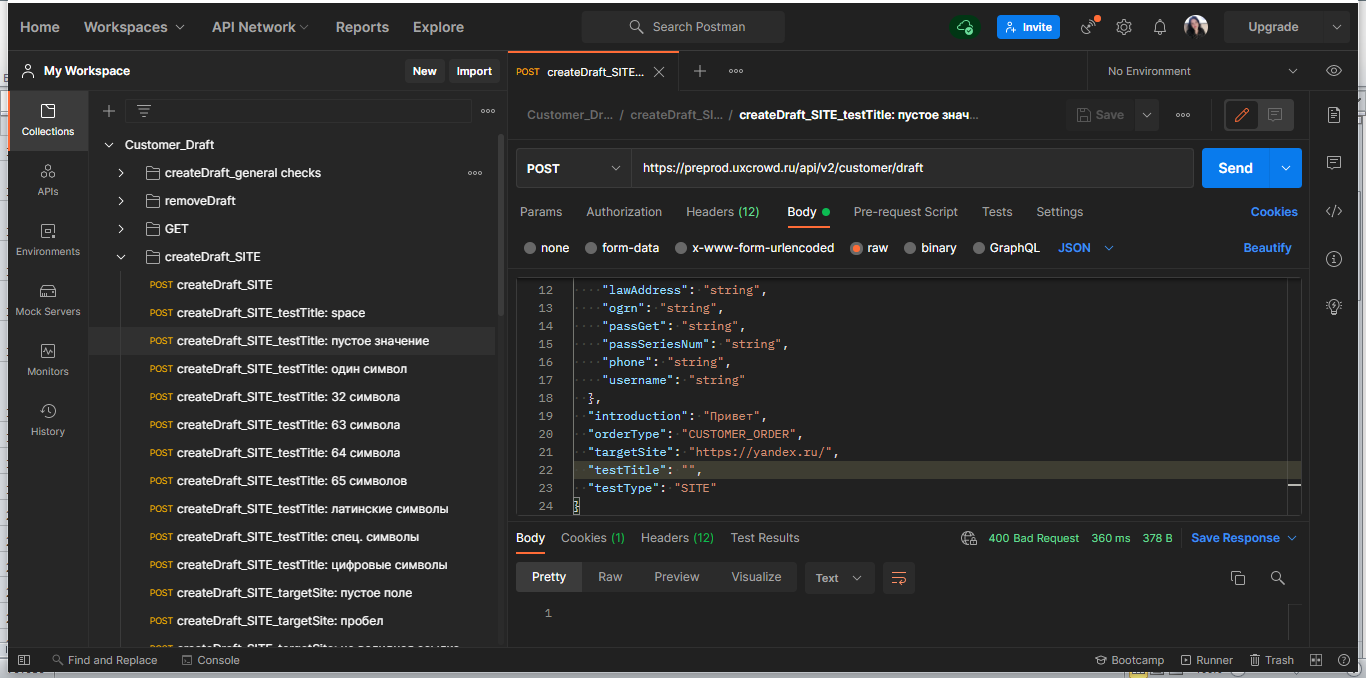 Home Workspaces API Network Reports Explore Search Postman Invite Upgrade
My Workspace New Import
POST createDraft_SITE... No Environment
Collections
APIs
Environments
Mock Servers
Monitors
History
Customer_Draft
createDraft_general checks
removeDraft
GET
createDraft_SITE
POST createDraft_SITE
POST createDraft_SITE_testTitle: space
POST createDraft_SITE_testTitle: пустое значение
POST createDraft_SITE_testTitle: один символ
POST createDraft_SITE_testTitle: 32 символа
POST createDraft_SITE_testTitle: 63 символа
POST createDraft_SITE_testTitle: 64 символа
POST createDraft_SITE_testTitle: 65 символов
POST createDraft_SITE_testTitle: латинские символы
POST createDraft_SITE_testTitle: спец. символы
POST createDraft_SITE_testTitle: цифровые символы
POST createDraft_SITE_targetSite: пустое поле
POST createDraft_SITE_targetSite: пробел
Customer_Dr... / createDraft_SI... / createDraft_SITE_testTitle: пустое знач... Save
POST https://preprod.uxcrowd.ru/api/v2/customer/draft Send
Params Authorization Headers (12) Body Pre-request Script Tests Settings Cookies
none form-data x-www-form-urlencoded raw binary GraphQL JSON Beautify
12 "lawAddress": "string",
13 "ogrn": "string",
14 "passGet": "string",
15 "passSeriesNum": "string",
16 "phone": "string",
17 "username": "string"
18 },
19 "introduction": "Привет",
20 "orderType": "CUSTOMER_ORDER",
21 "targetSite": "https://yandex.ru/",
22 "testTitle": "",
23 "testType": "SITE"
24 }
Body Cookies (1) Headers (12) Test Results 400 Bad Request 360 ms 378 B Save Response
Pretty Raw Preview Visualize Text
1
Find and Replace Console Bootcamp Runner Trash